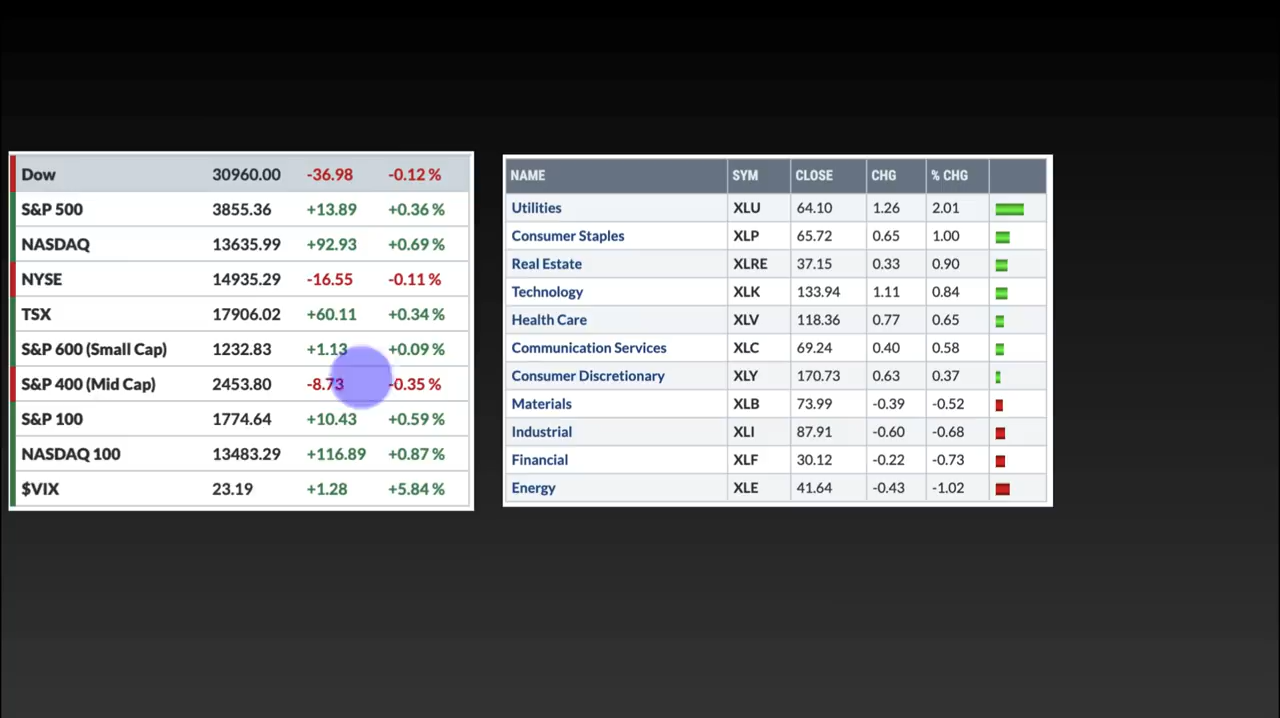 Dow 30960.00 -36.98 -0.12 %
S&P 500 3855.36 +13.89 +0.36 %
NASDAQ 13635.99 +92.93 +0.69 %
NYSE 14935.29 -16.55 -0.11 %
TSX 17906.02 +60.11 +0.34 %
S&P 600 (Small Cap) 1232.83 +1.13 +0.09 %
S&P 400 (Mid Cap) 2453.80 -8.73 -0.35 %
S&P 100 1774.64 +10.43 +0.59 %
NASDAQ 100 13483.29 +116.89 +0.87 %
$VIX 23.19 +1.28 +5.84 %
NAME SYM CLOSE CHG % CHG
Utilities XLU 64.10 1.26 2.01
Consumer Staples XLP 65.72 0.65 1.00
Real Estate XLRE 37.15 0.33 0.90
Technology XLK 133.94 1.11 0.84
Health Care XLV 118.36 0.77 0.65
Communication Services XLC 69.24 0.40 0.58
Consumer Discretionary XLY 170.73 0.63 0.37
Materials XLB 73.99 -0.39 -0.52
Industrial XLI 87.91 -0.60 -0.68
Financial XLF 30.12 -0.22 -0.73
Energy XLE 41.64 -0.43 -1.02